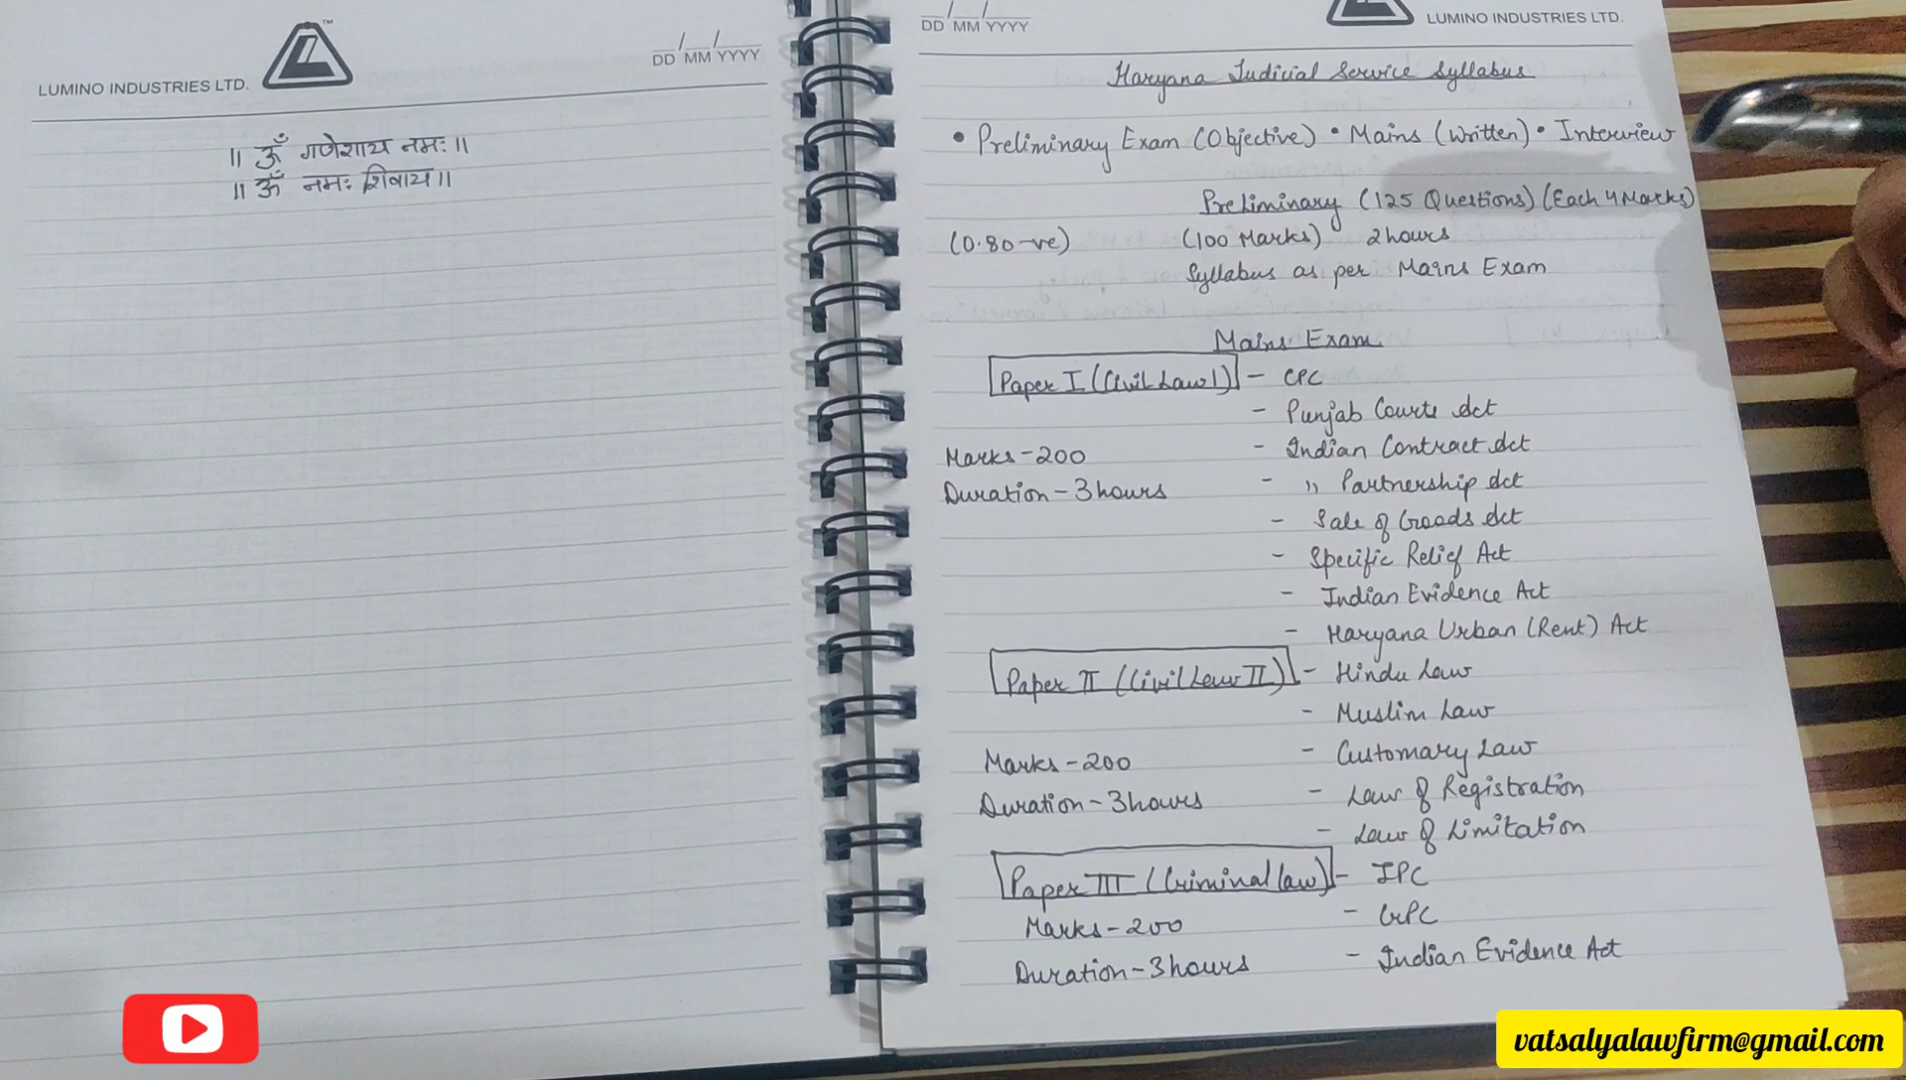 LUMINO INDUSTRIES LTD.
TM
DD MM YYYY
॥ ॐ गणेशाय नमः ॥
॥ ॐ नमः शिवाय ॥
DD MM YYYY
LUMINO INDUSTRIES LTD.
Haryana Judicial Service Syllabus
• Preliminary Exam (Objective) • Mains (Written) • Interview
Preliminary (125 Questions) (Each 4 Marks)
(0.80-ve) (100 Marks) 2 hours
Syllabus as per Mains Exam
Mains Exam
Paper I (Civil Law I) - CPC
- Punjab Courts Act
- Indian Contract Act
Marks - 200
- " Partnership Act
Duration - 3 hours
- Sale of Goods Act
- Specific Relief Act
- Indian Evidence Act
- Haryana Urban (Rent) Act
Paper II (Civil Law II) - Hindu Law
- Muslim Law
Marks - 200 - Customary Law
Duration - 3 hours - Law of Registration
- Law of Limitation
Paper III (Criminal Law) - IPC
Marks - 200 - CrPC
Duration - 3 hours - Indian Evidence Act
vatsalyalawfirm@gmail.com